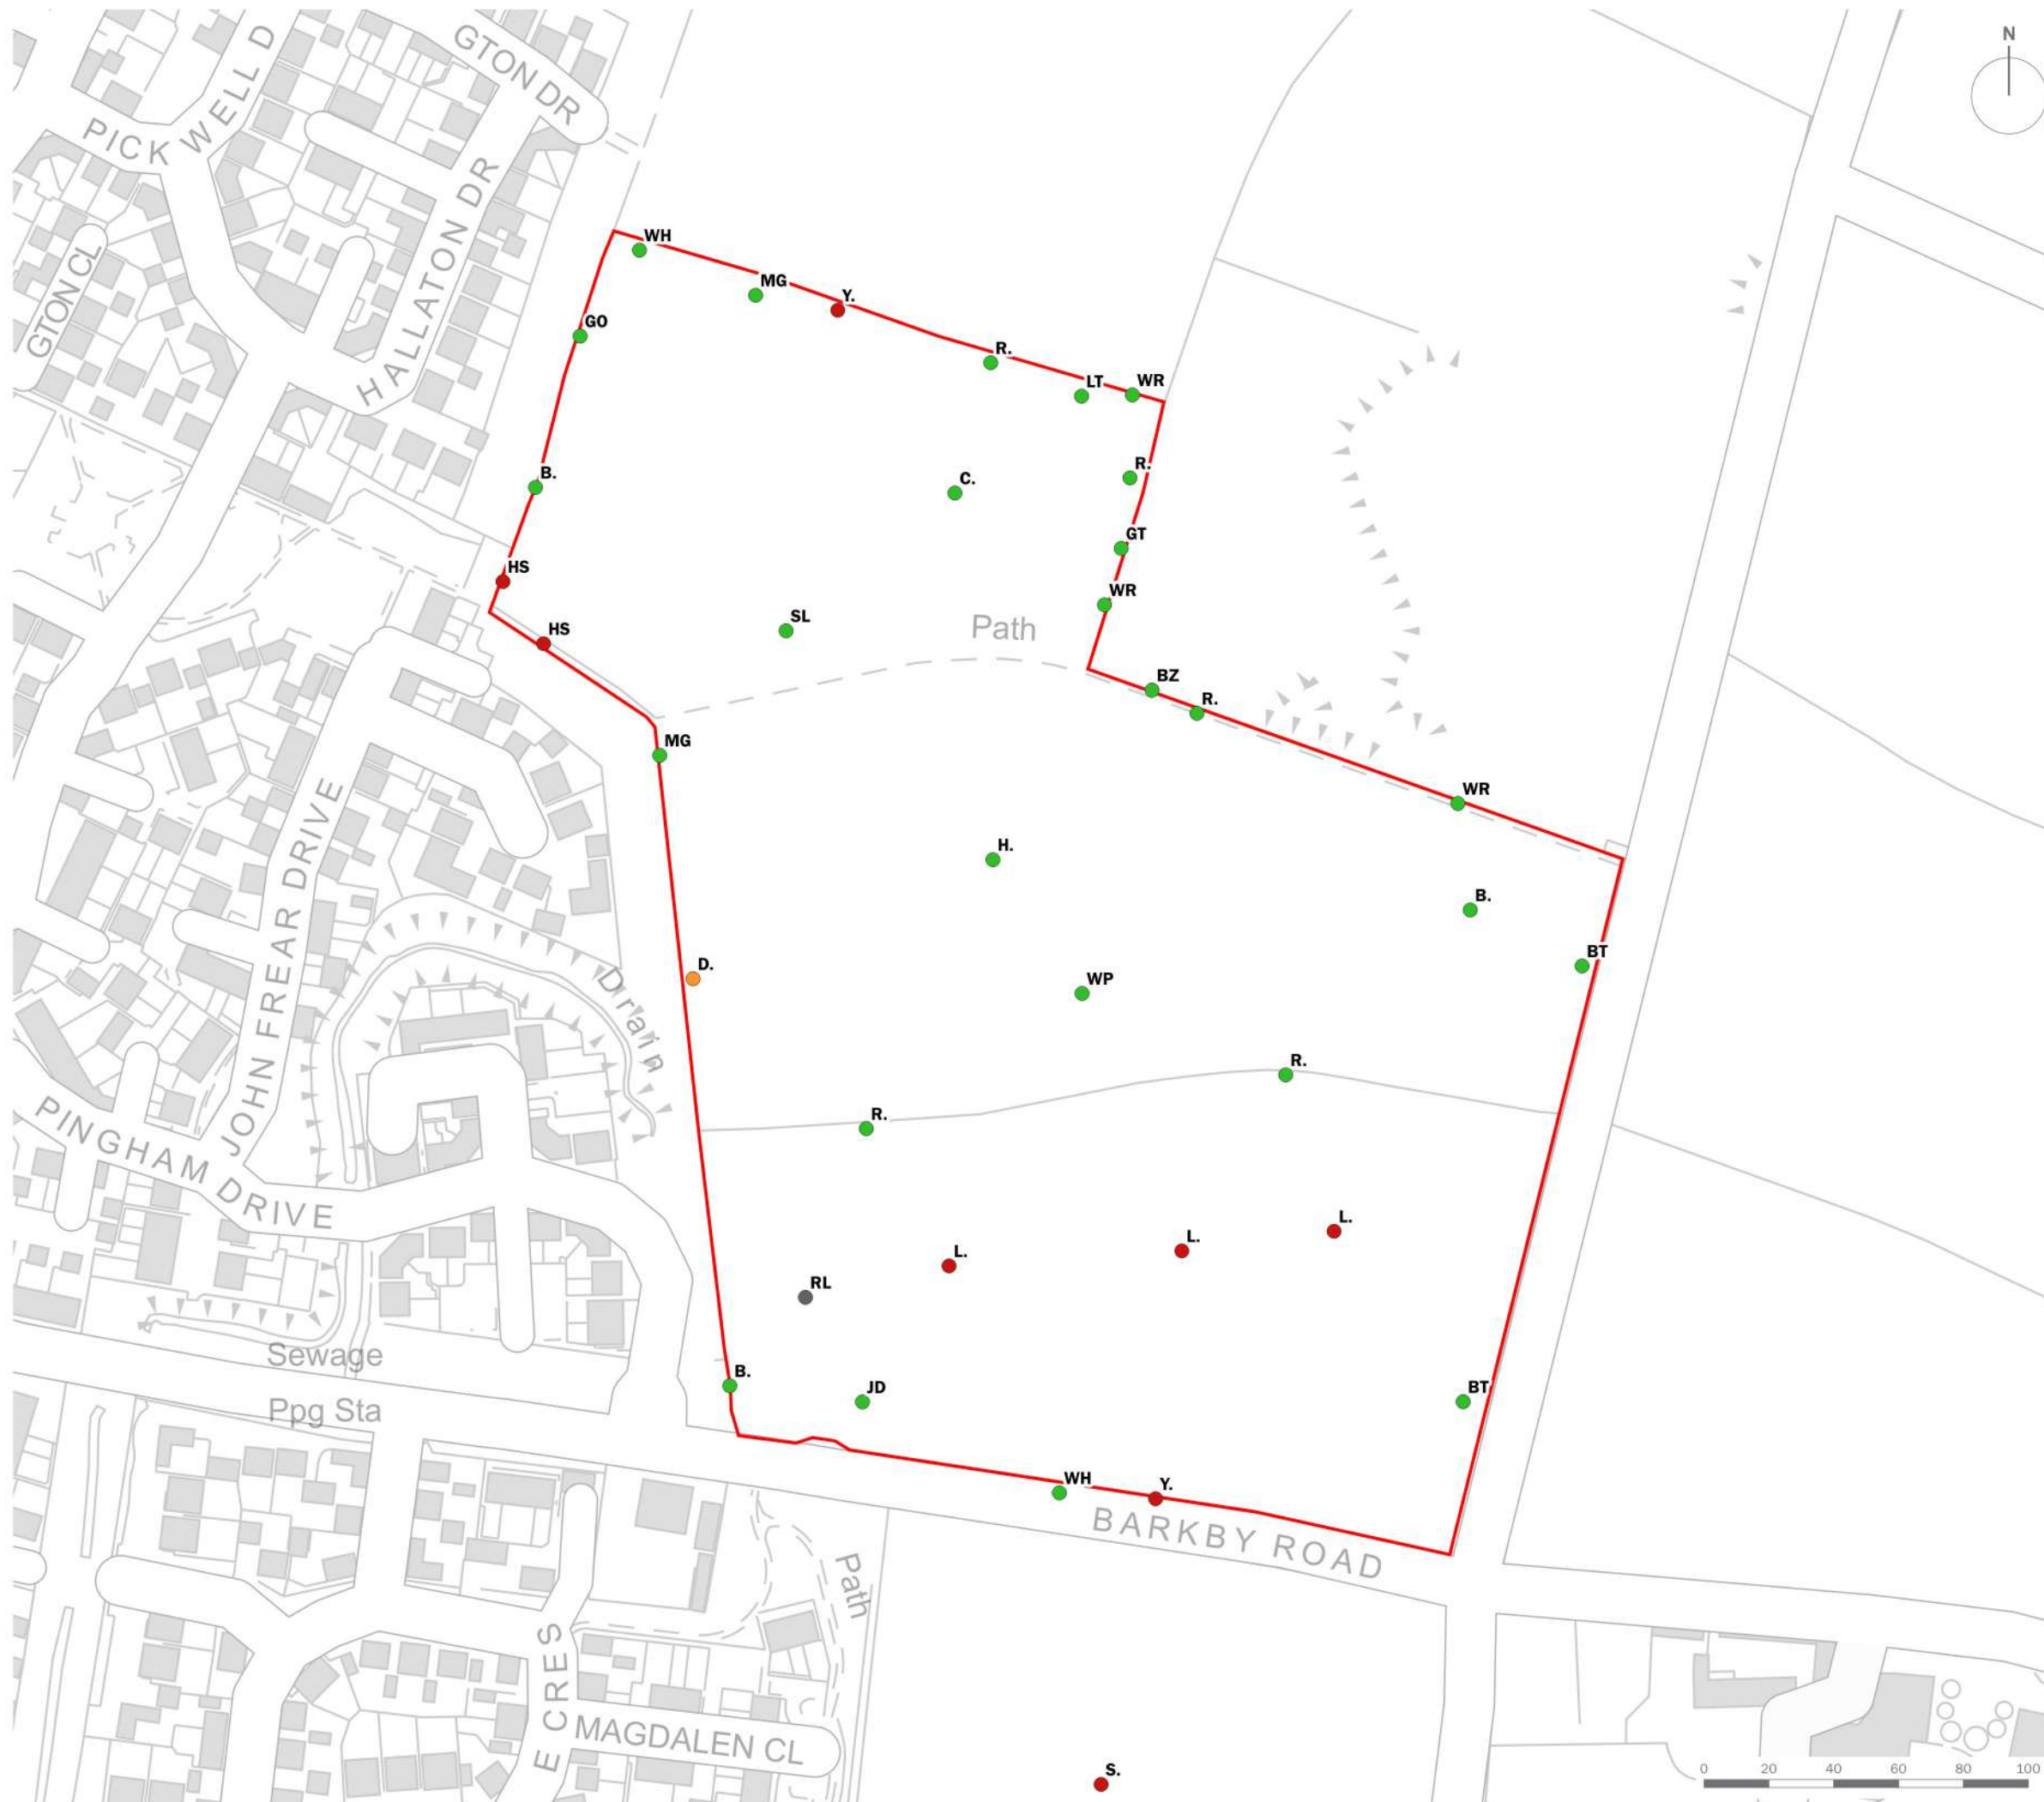 N
GTON DR
PICK WELL D
WH
HALLATON DR
GTON CL
MG
Y.
GO
R.
LT
WR
R.
B.
C.
GT
HS
WR
SL
Path
HS
BZ
R.
MG
WR
JOHN FREAR DRIVE
H.
B.
BT
D.
Drain
WP
R.
R.
PINGHAM DRIVE
L.
L.
L.
RL
Sewage
Ppg Sta
B.
JD
BT
WH
Y.
BARKBY ROAD
Path
E CRES
MAGDALEN CL
S.
0 20 40 60 80 100